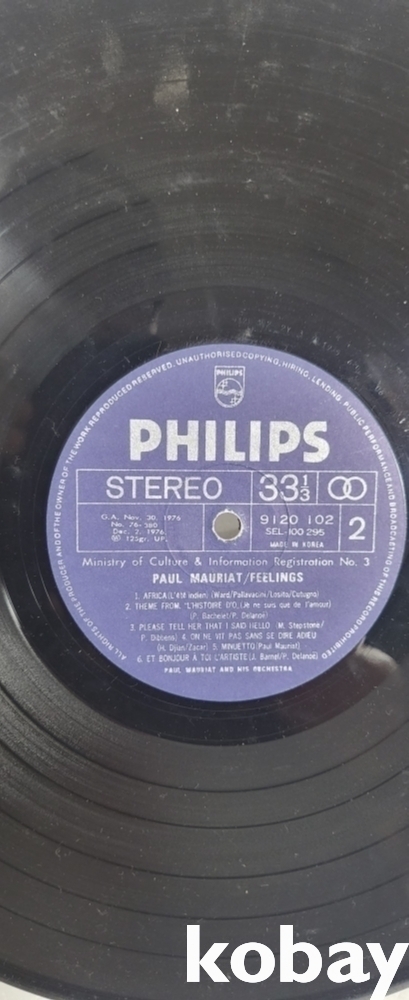 ALL RIGHTS OF THE PRODUCER AND OF THE OWNER OF THE WORK REPRODUCED RESERVED. UNAUTHORISED COPYING, HIRING, LENDING, PUBLIC PERFORMANCE AND BROADCASTING OF THIS RECORD PROHIBITED
PHILIPS
PHILIPS
STEREO 33 1/3
G.A. Nov. 30, 1976
No. 76-380
Dec. 2, 1976
Ⓟ 125gr. UP.
9120 102
SEL-100 295
MADE IN KOREA
2
Ministry of Culture & Information Registration No. 3
PAUL MAURIAT/FEELINGS
1. AFRICA (L'été indien) (Ward/Pallavacini/Losito/Cutugno)
2. THEME FROM "L'HISTOIRE D'O" (Je ne suis que de l'amour)
(P. Bachelet/P. Delanoë)
3. PLEASE TELL HER THAT I SAID HELLO (M. Shepstone/
P. Dibbens) 4. ON NE VIT PAS SANS SE DIRE ADIEU
(H. Djian/Zacar) 5. MINUETTO (Paul Mauriat)
6. ET BONJOUR À TOI L'ARTISTE (J. Barnel/P. Delanoë)
PAUL MAURIAT AND HIS ORCHESTRA
kobay